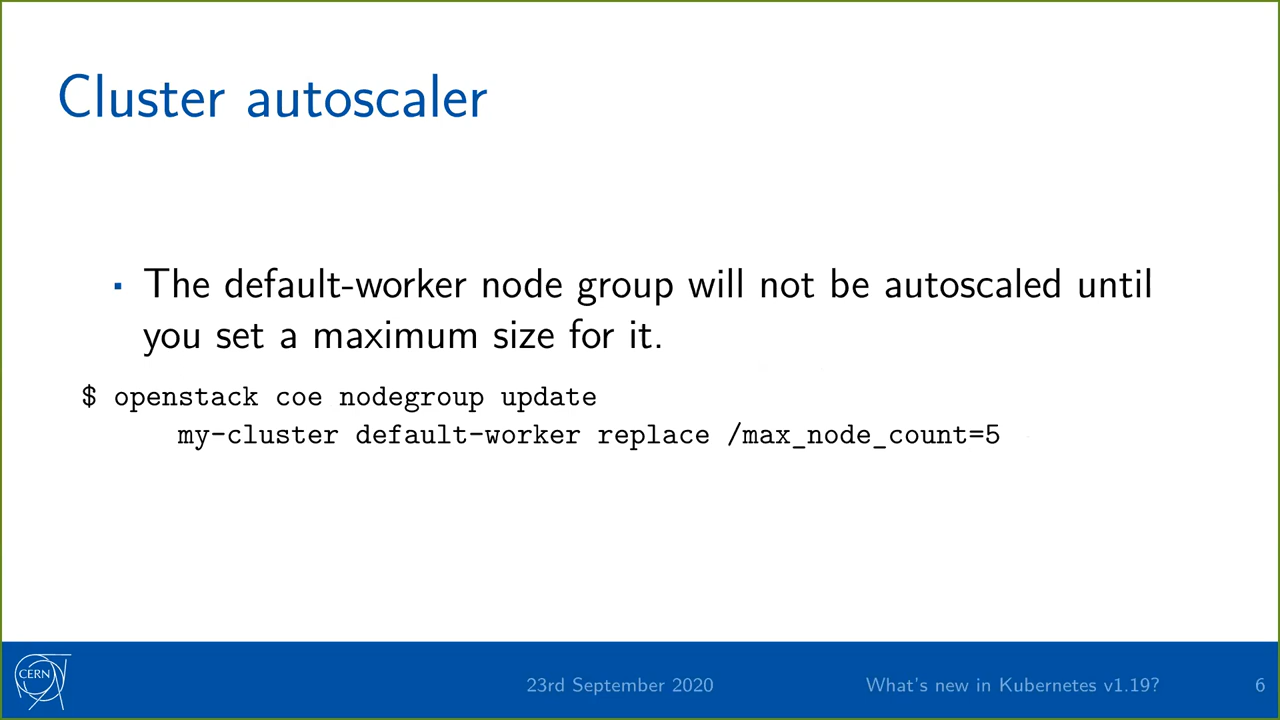 Cluster autoscaler
▪ The default-worker node group will not be autoscaled until
you set a maximum size for it.
$ openstack coe nodegroup update
my-cluster default-worker replace /max_node_count=5
CERN
23rd September 2020
What's new in Kubernetes v1.19?
6